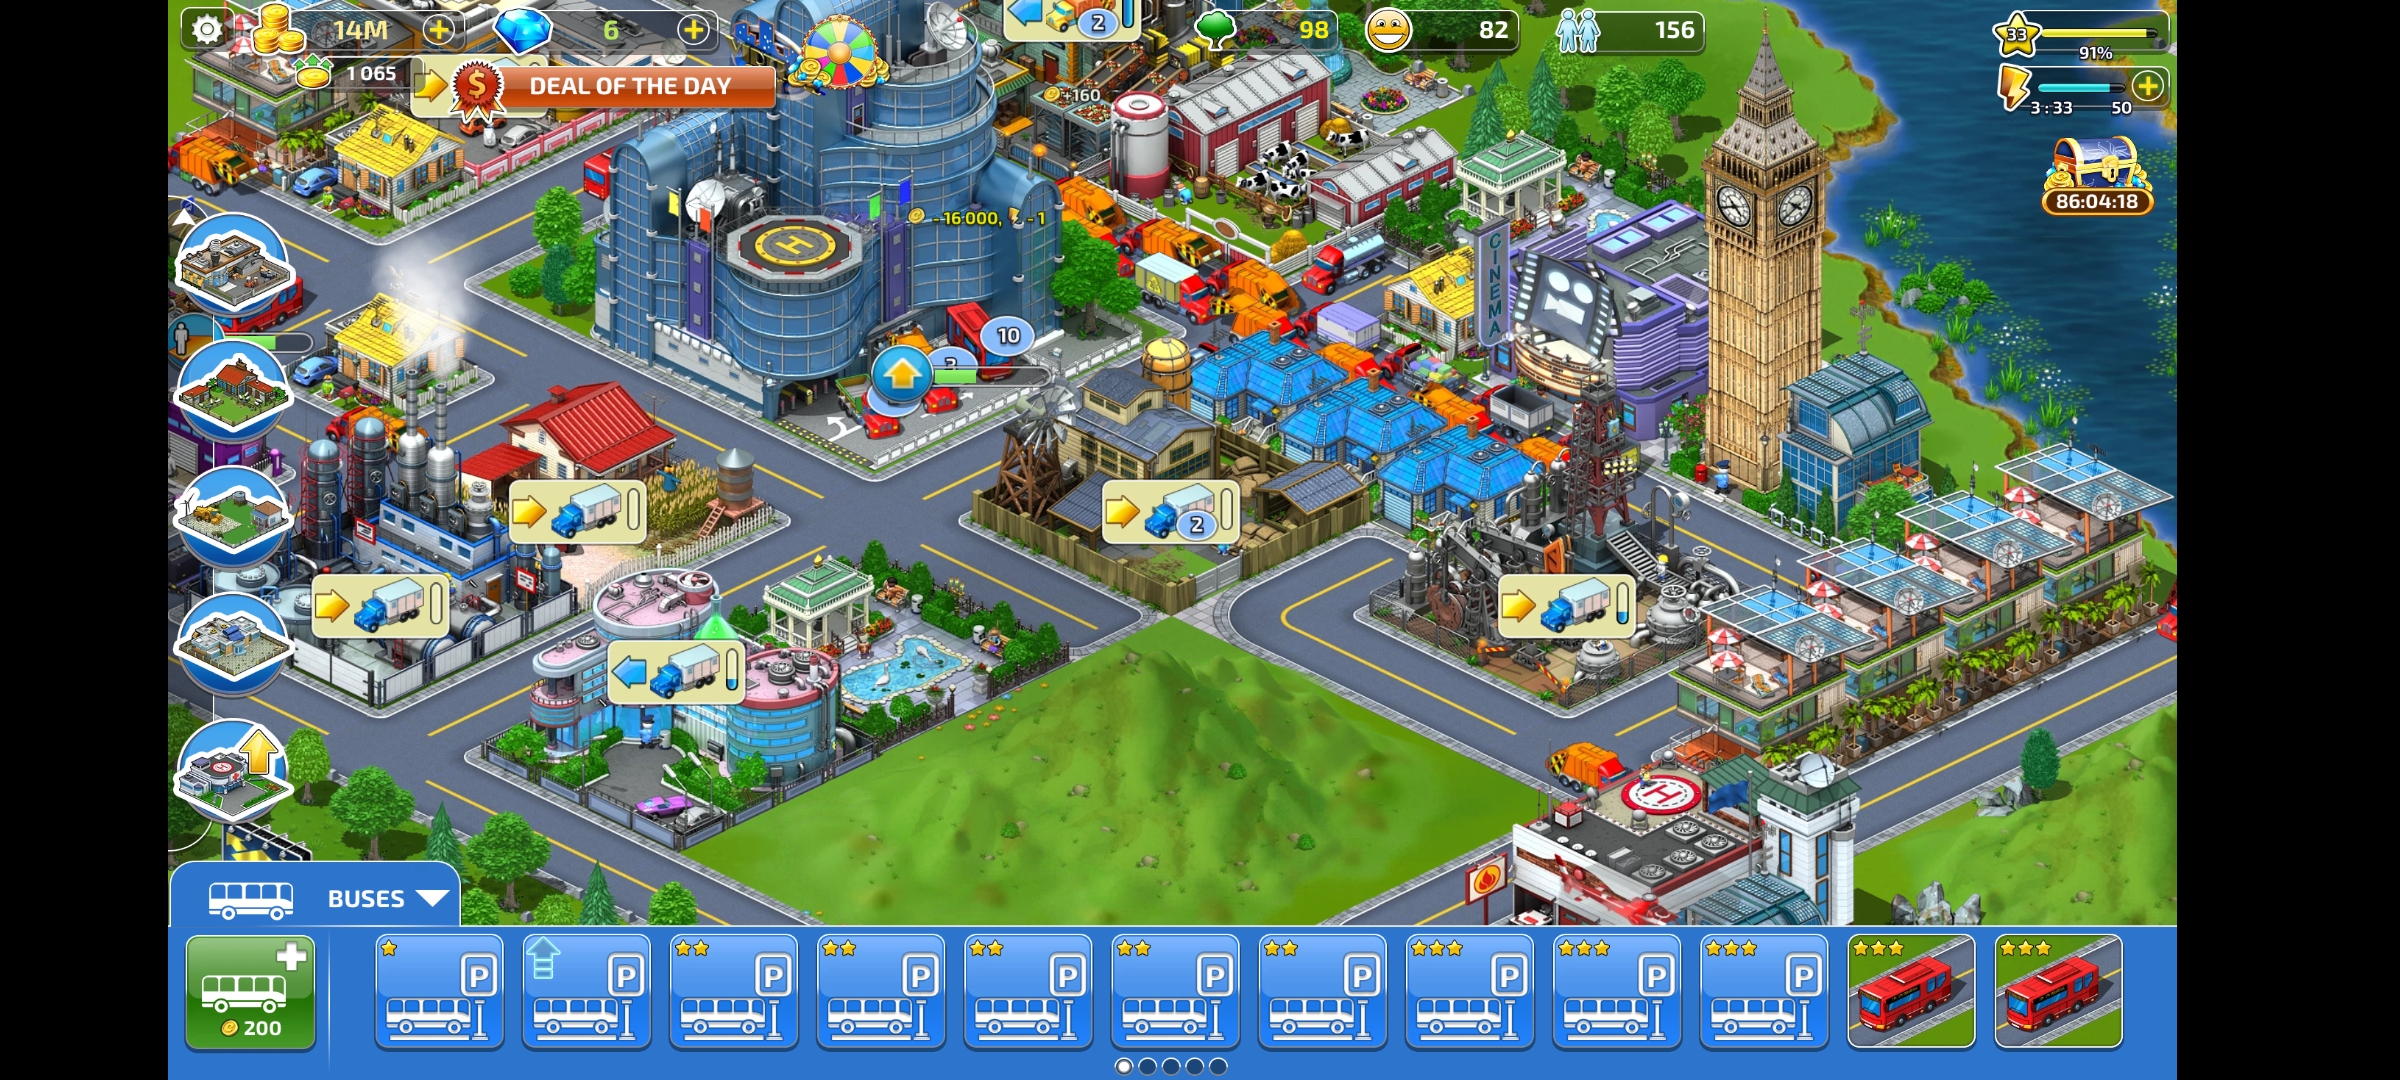 14M
6
2
98
82
156
33
91%
1 065
DEAL OF THE DAY
+160
3:33
50
86:04:18
-16 000, -1
CINEMA
10
3
H
2
H
BUSES
P
P
P
P
P
P
P
P
P
P
200